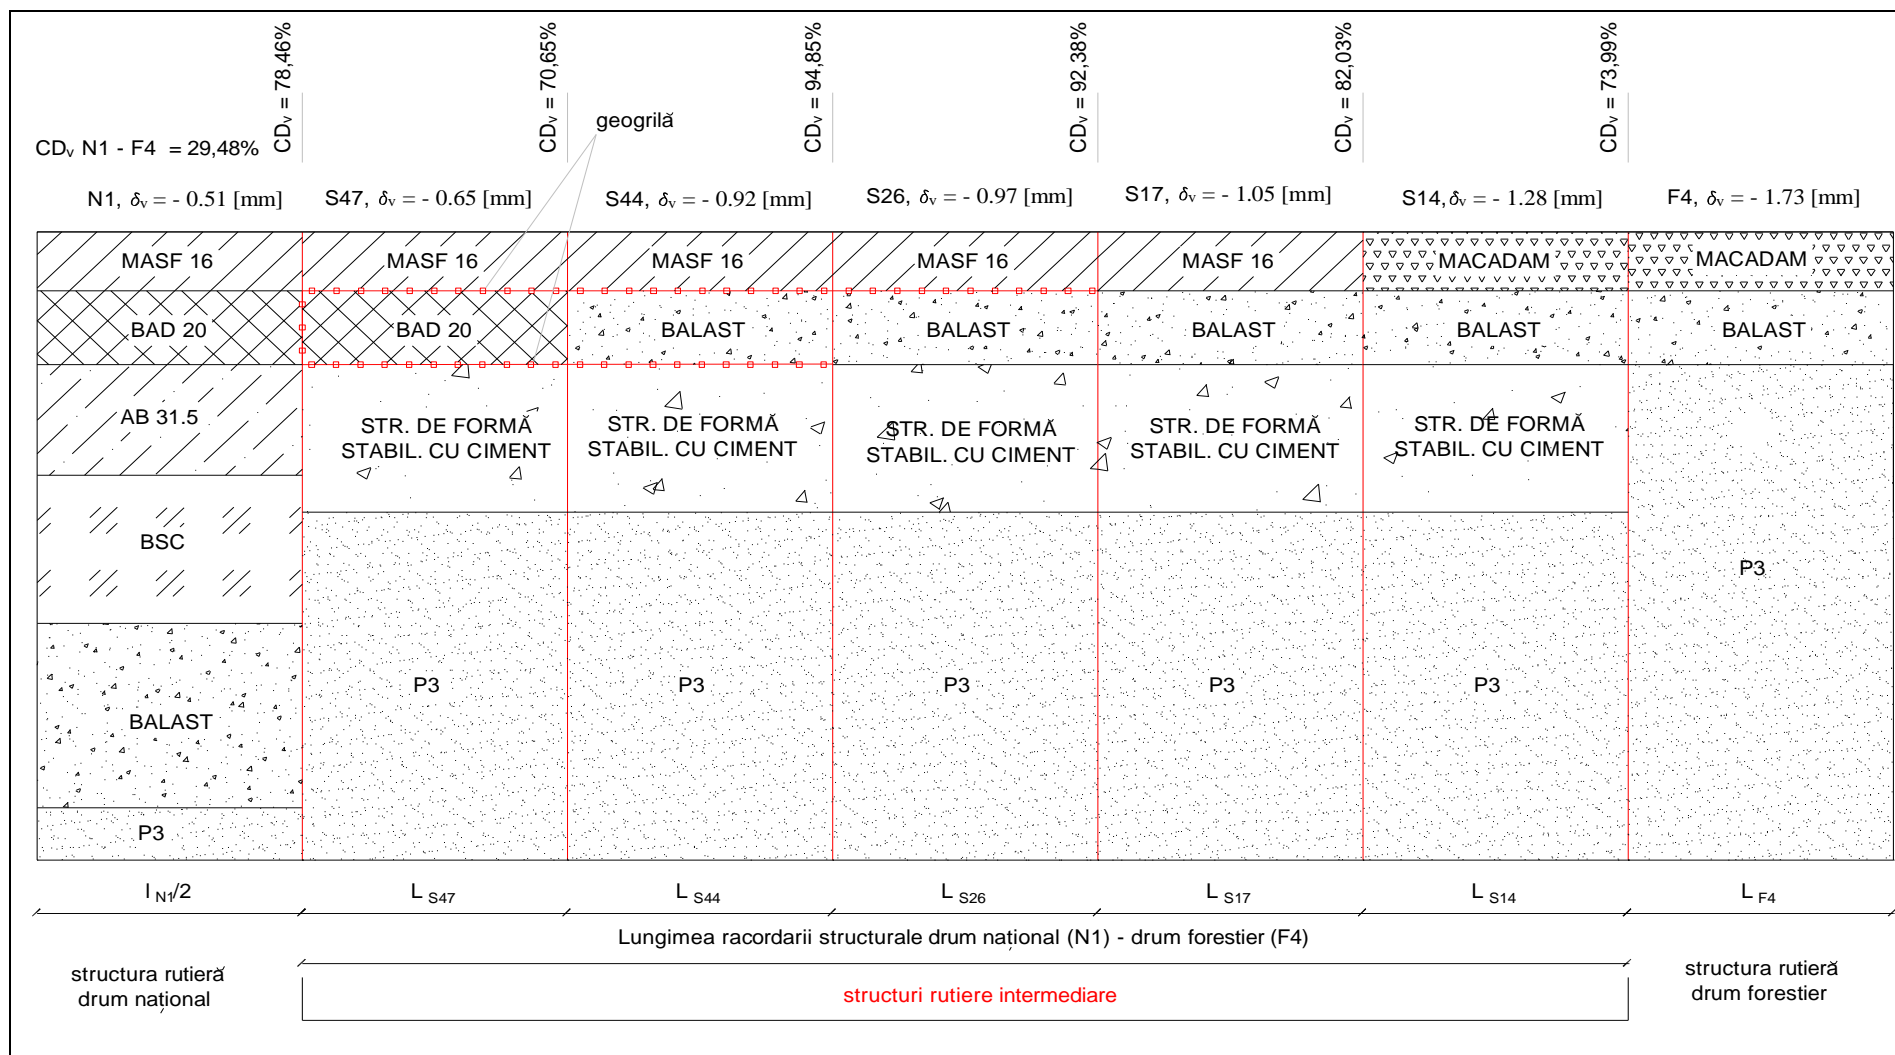 CDv = 78,46%
CDv = 70,65%
CDv = 94,85%
CDv = 92,38%
CDv = 82,03%
CDv = 73,99%
geogrilă
CDv N1 - F4 = 29,48%
N1, δv = - 0.51 [mm]
S47, δv = - 0.65 [mm]
S44, δv = - 0.92 [mm]
S26, δv = - 0.97 [mm]
S17, δv = - 1.05 [mm]
S14, δv = - 1.28 [mm]
F4, δv = - 1.73 [mm]
MASF 16
MASF 16
MASF 16
MASF 16
MASF 16
MACADAM
MACADAM
BAD 20
BAD 20
BALAST
BALAST
BALAST
BALAST
BALAST
AB 31.5
STR. DE FORMĂ
STABIL. CU CIMENT
STR. DE FORMĂ
STABIL. CU CIMENT
STR. DE FORMĂ
STABIL. CU CIMENT
STR. DE FORMĂ
STABIL. CU CIMENT
STR. DE FORMĂ
STABIL. CU CIMENT
BSC
P3
BALAST
P3
P3
P3
P3
P3
P3
l N1/2
L S47
L S44
L S26
L S17
L S14
L F4
Lungimea racordarii structurale drum național (N1) - drum forestier (F4)
structura rutieră
drum național
structuri rutiere intermediare
structura rutieră
drum forestier